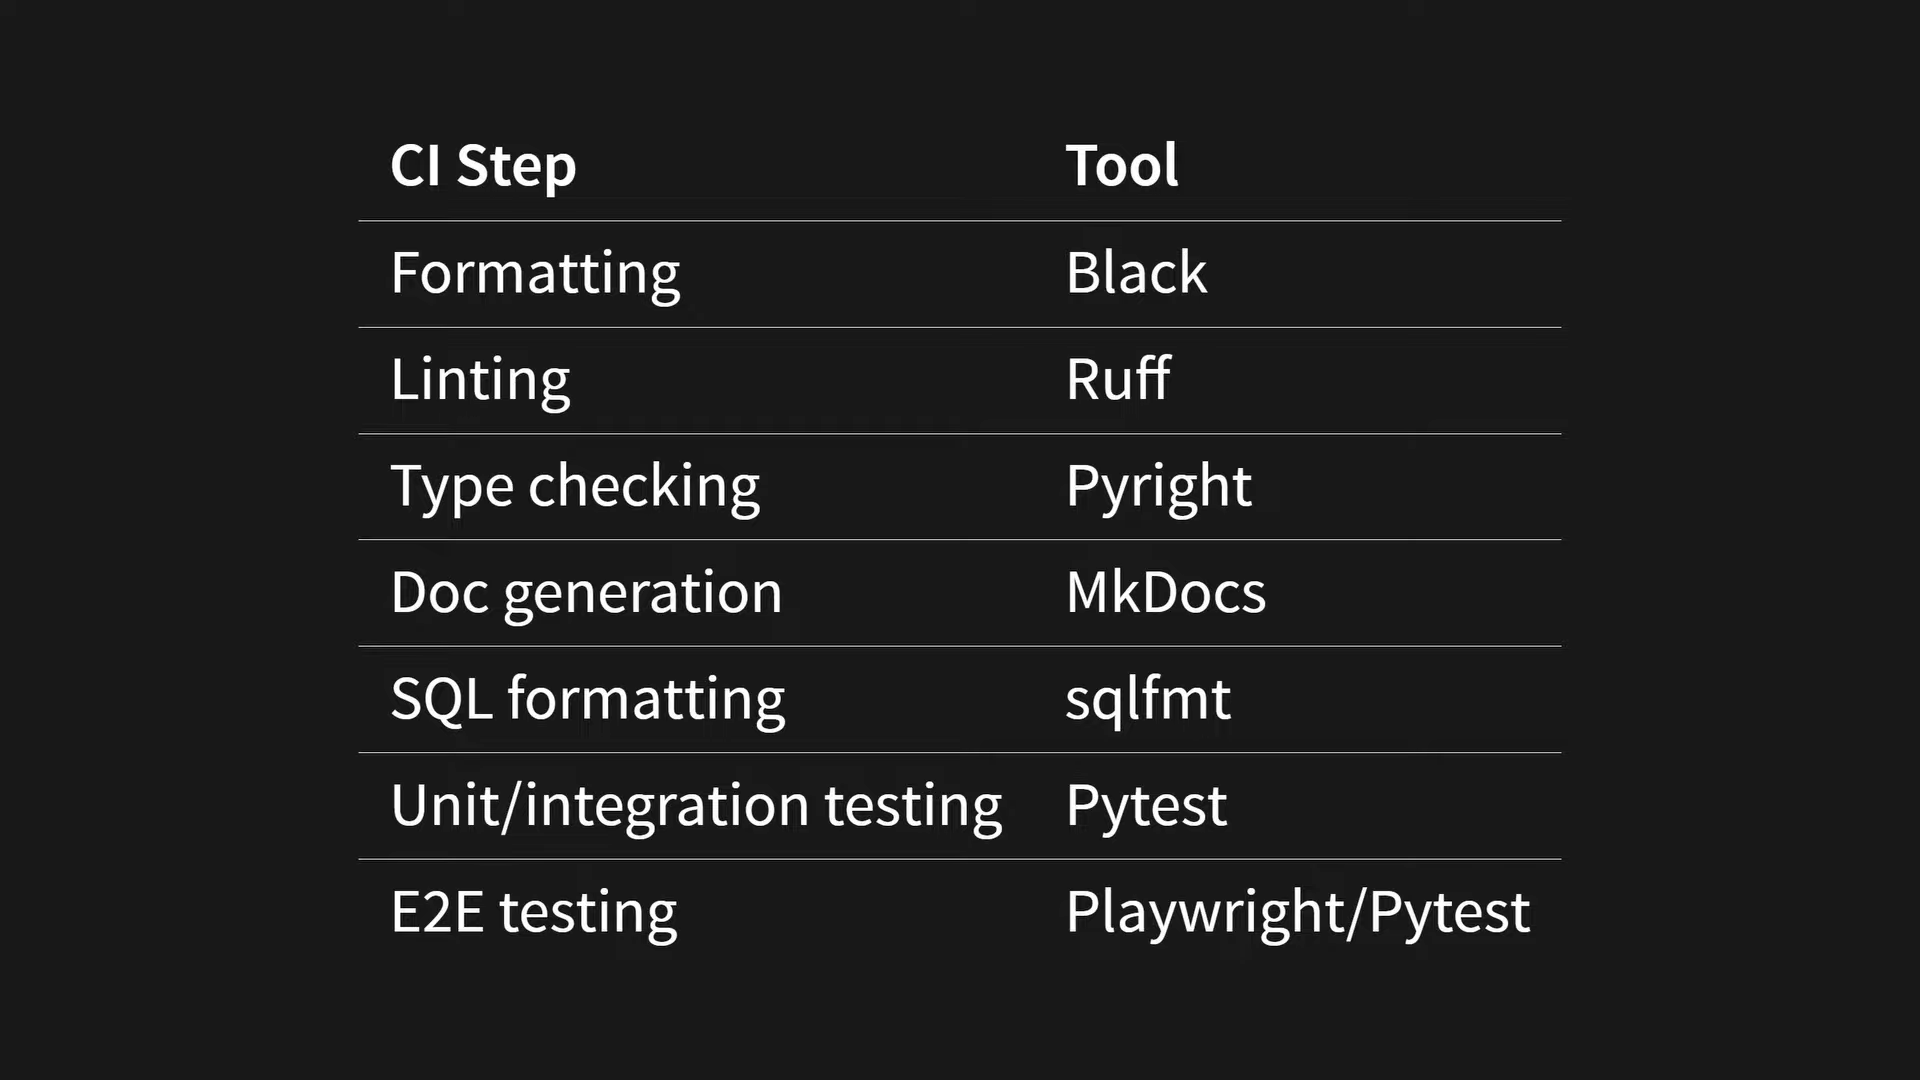 CI Step Tool
Formatting Black
Linting Ruff
Type checking Pyright
Doc generation MkDocs
SQL formatting sqlfmt
Unit/integration testing Pytest
E2E testing Playwright/Pytest